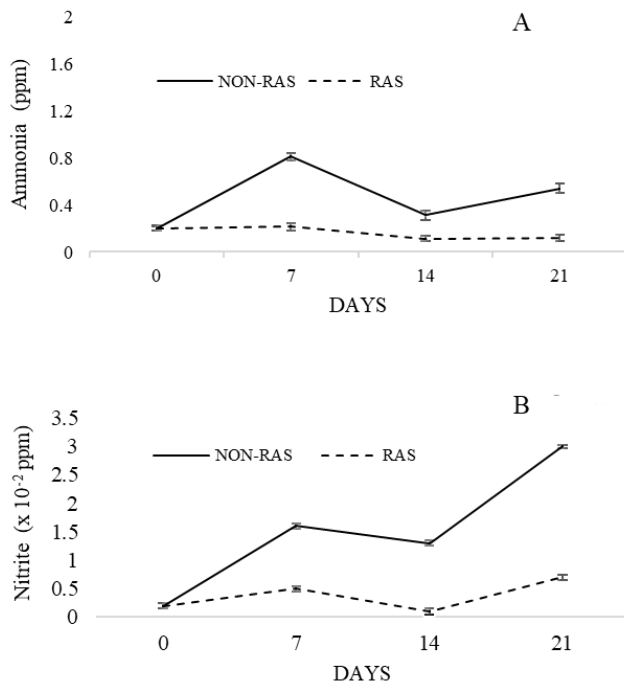 A
2
1.6
1.2
0.8
0.4
0
Ammonia (ppm)
NON-RAS RAS
0 7 14 21
DAYS
B
3.5
3
2.5
2
1.5
1
0.5
0
Nitrite (x 10⁻² ppm)
NON-RAS RAS
0 7 14 21
DAYS